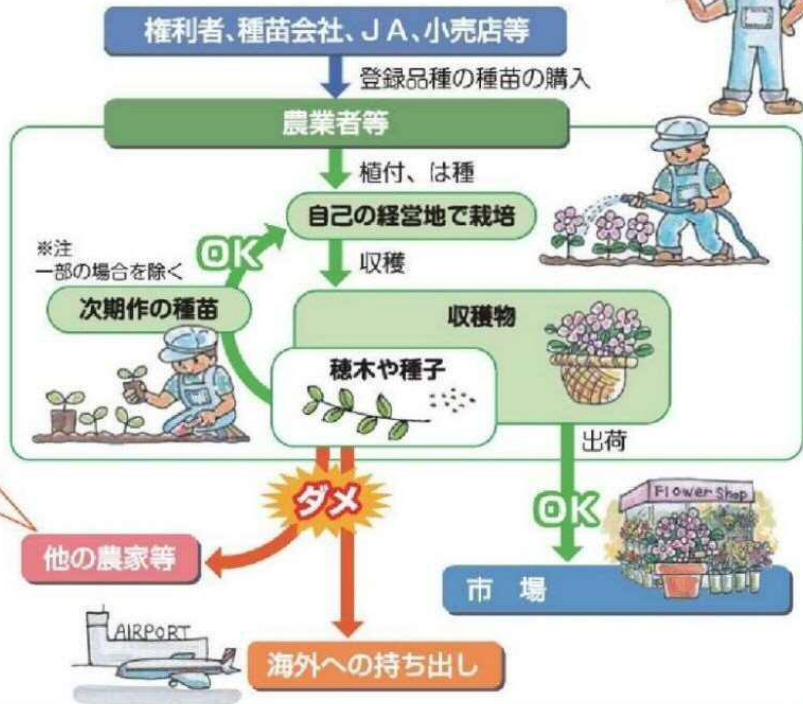 権利者、種苗会社、JA、小売店等
登録品種の種苗の購入
農業者等
植付、は種
自己の経営地で栽培
OK
※注
一部の場合を除く
収穫
次期作の種苗
収穫物
穂木や種子
出荷
ダメ
OK
Flower Shop
他の農家等
市 場
AIRPORT
海外への持ち出し